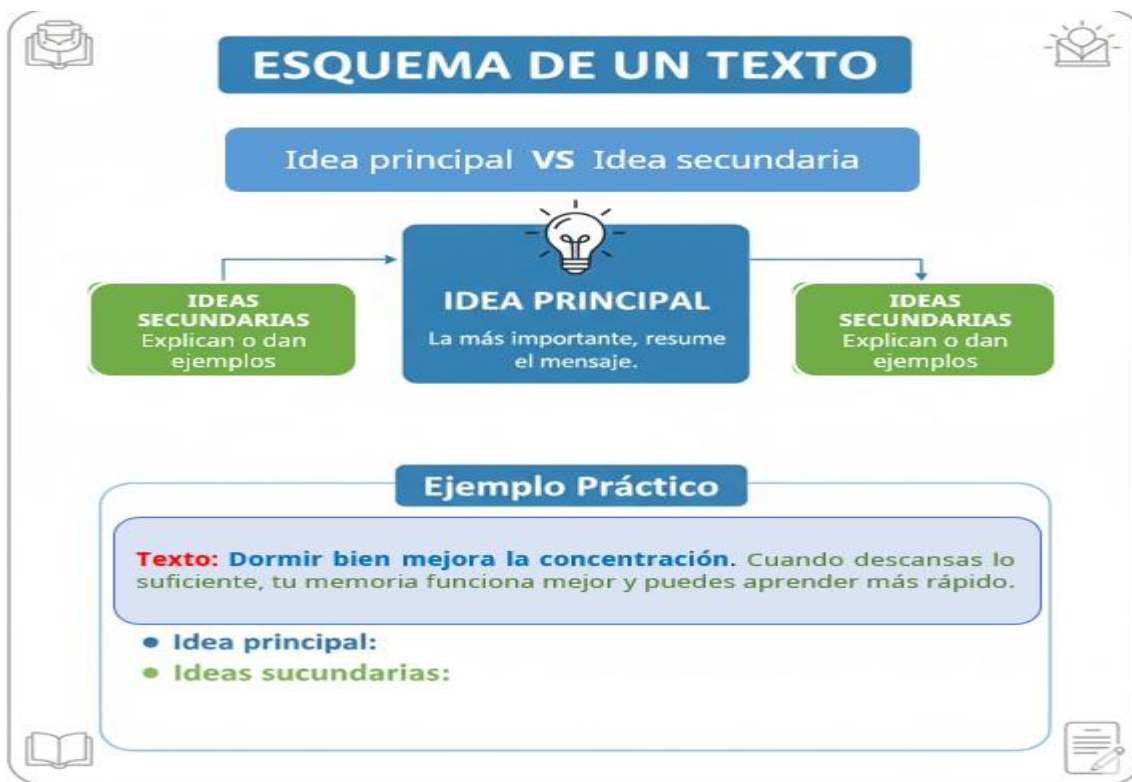 ESQUEMA DE UN TEXTO
Idea principal VS Idea secundaria
IDEAS
SECUNDARIAS
Explican o dan
ejemplos
IDEA PRINCIPAL
La más importante, resume
el mensaje.
IDEAS
SECUNDARIAS
Explican o dan
ejemplos
Ejemplo Práctico
Texto: Dormir bien mejora la concentración. Cuando descansas lo
suficiente, tu memoria funciona mejor y puedes aprender más rápido.
• Idea principal:
• Ideas sucundarias: